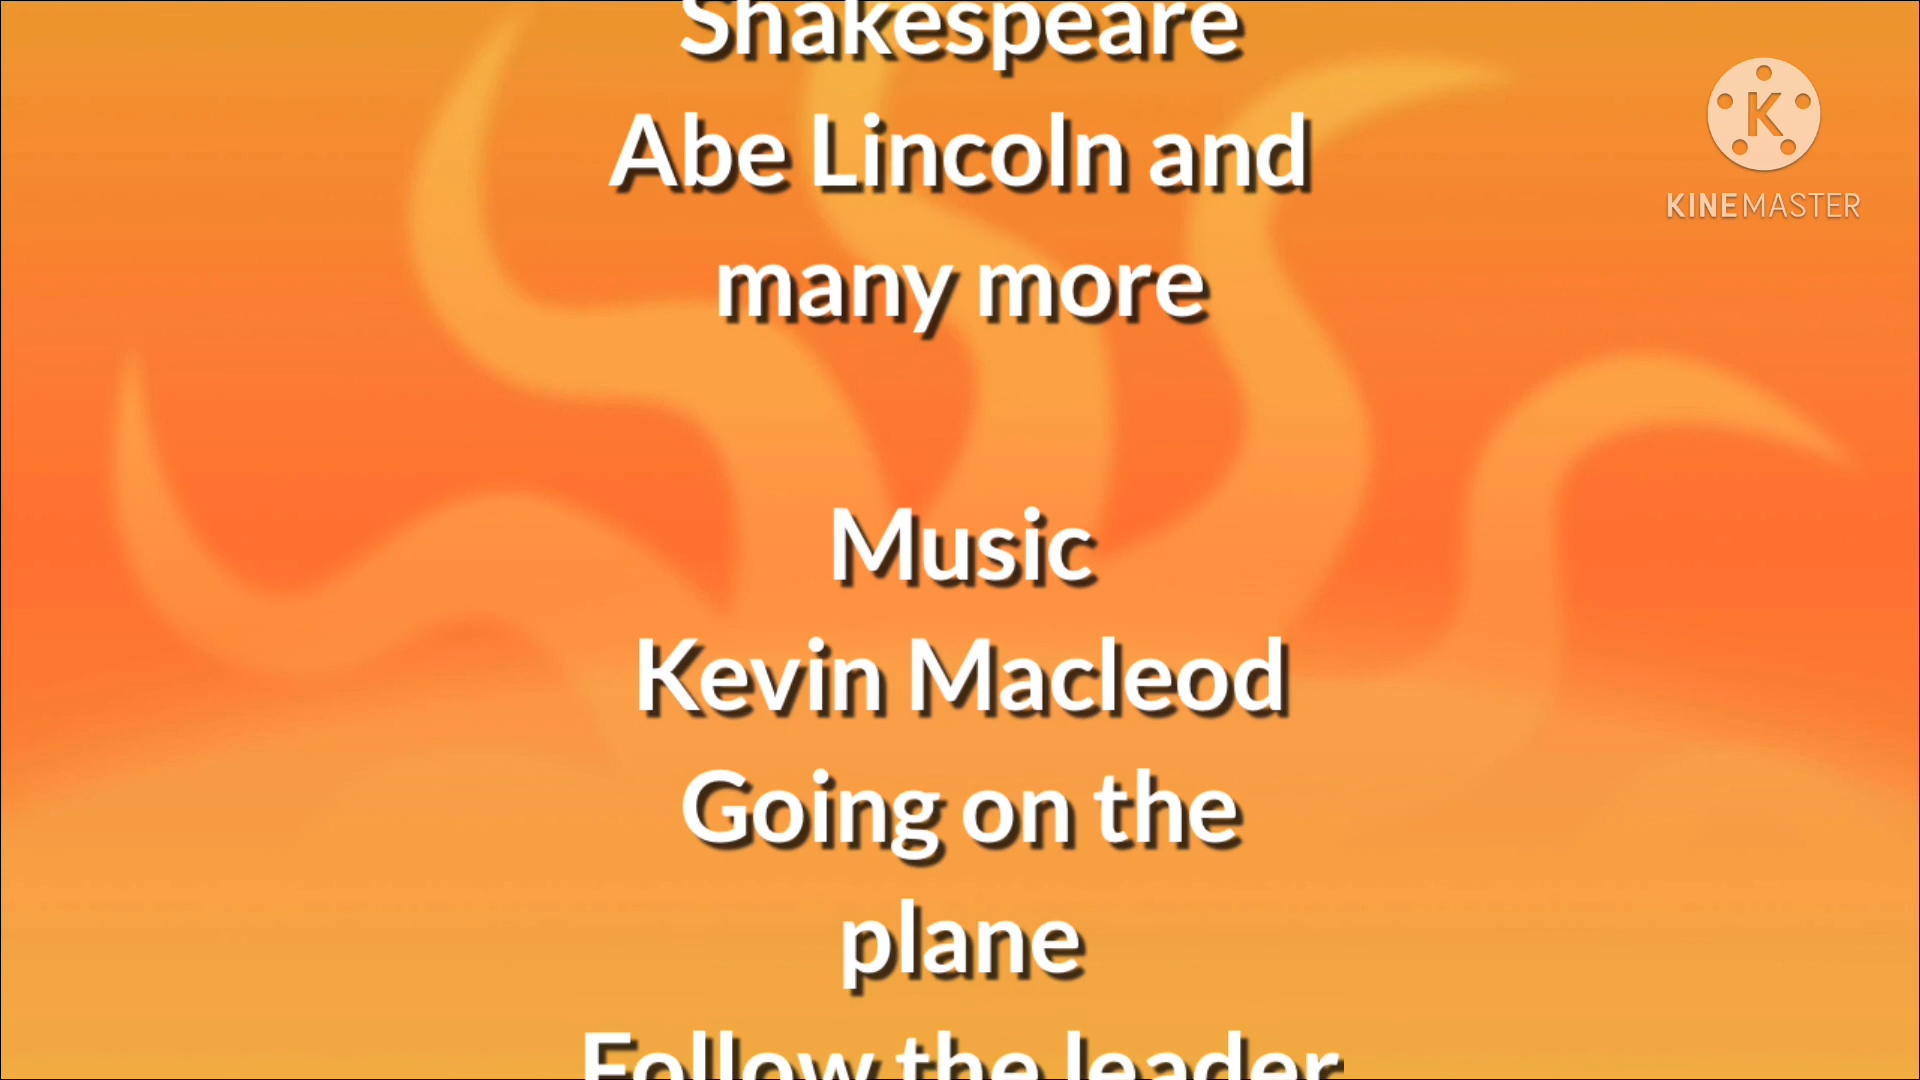 Shakespeare
Abe Lincoln and
many more
Music
Kevin Macleod
Going on the
plane
Follow the leader
K
KINEMASTER